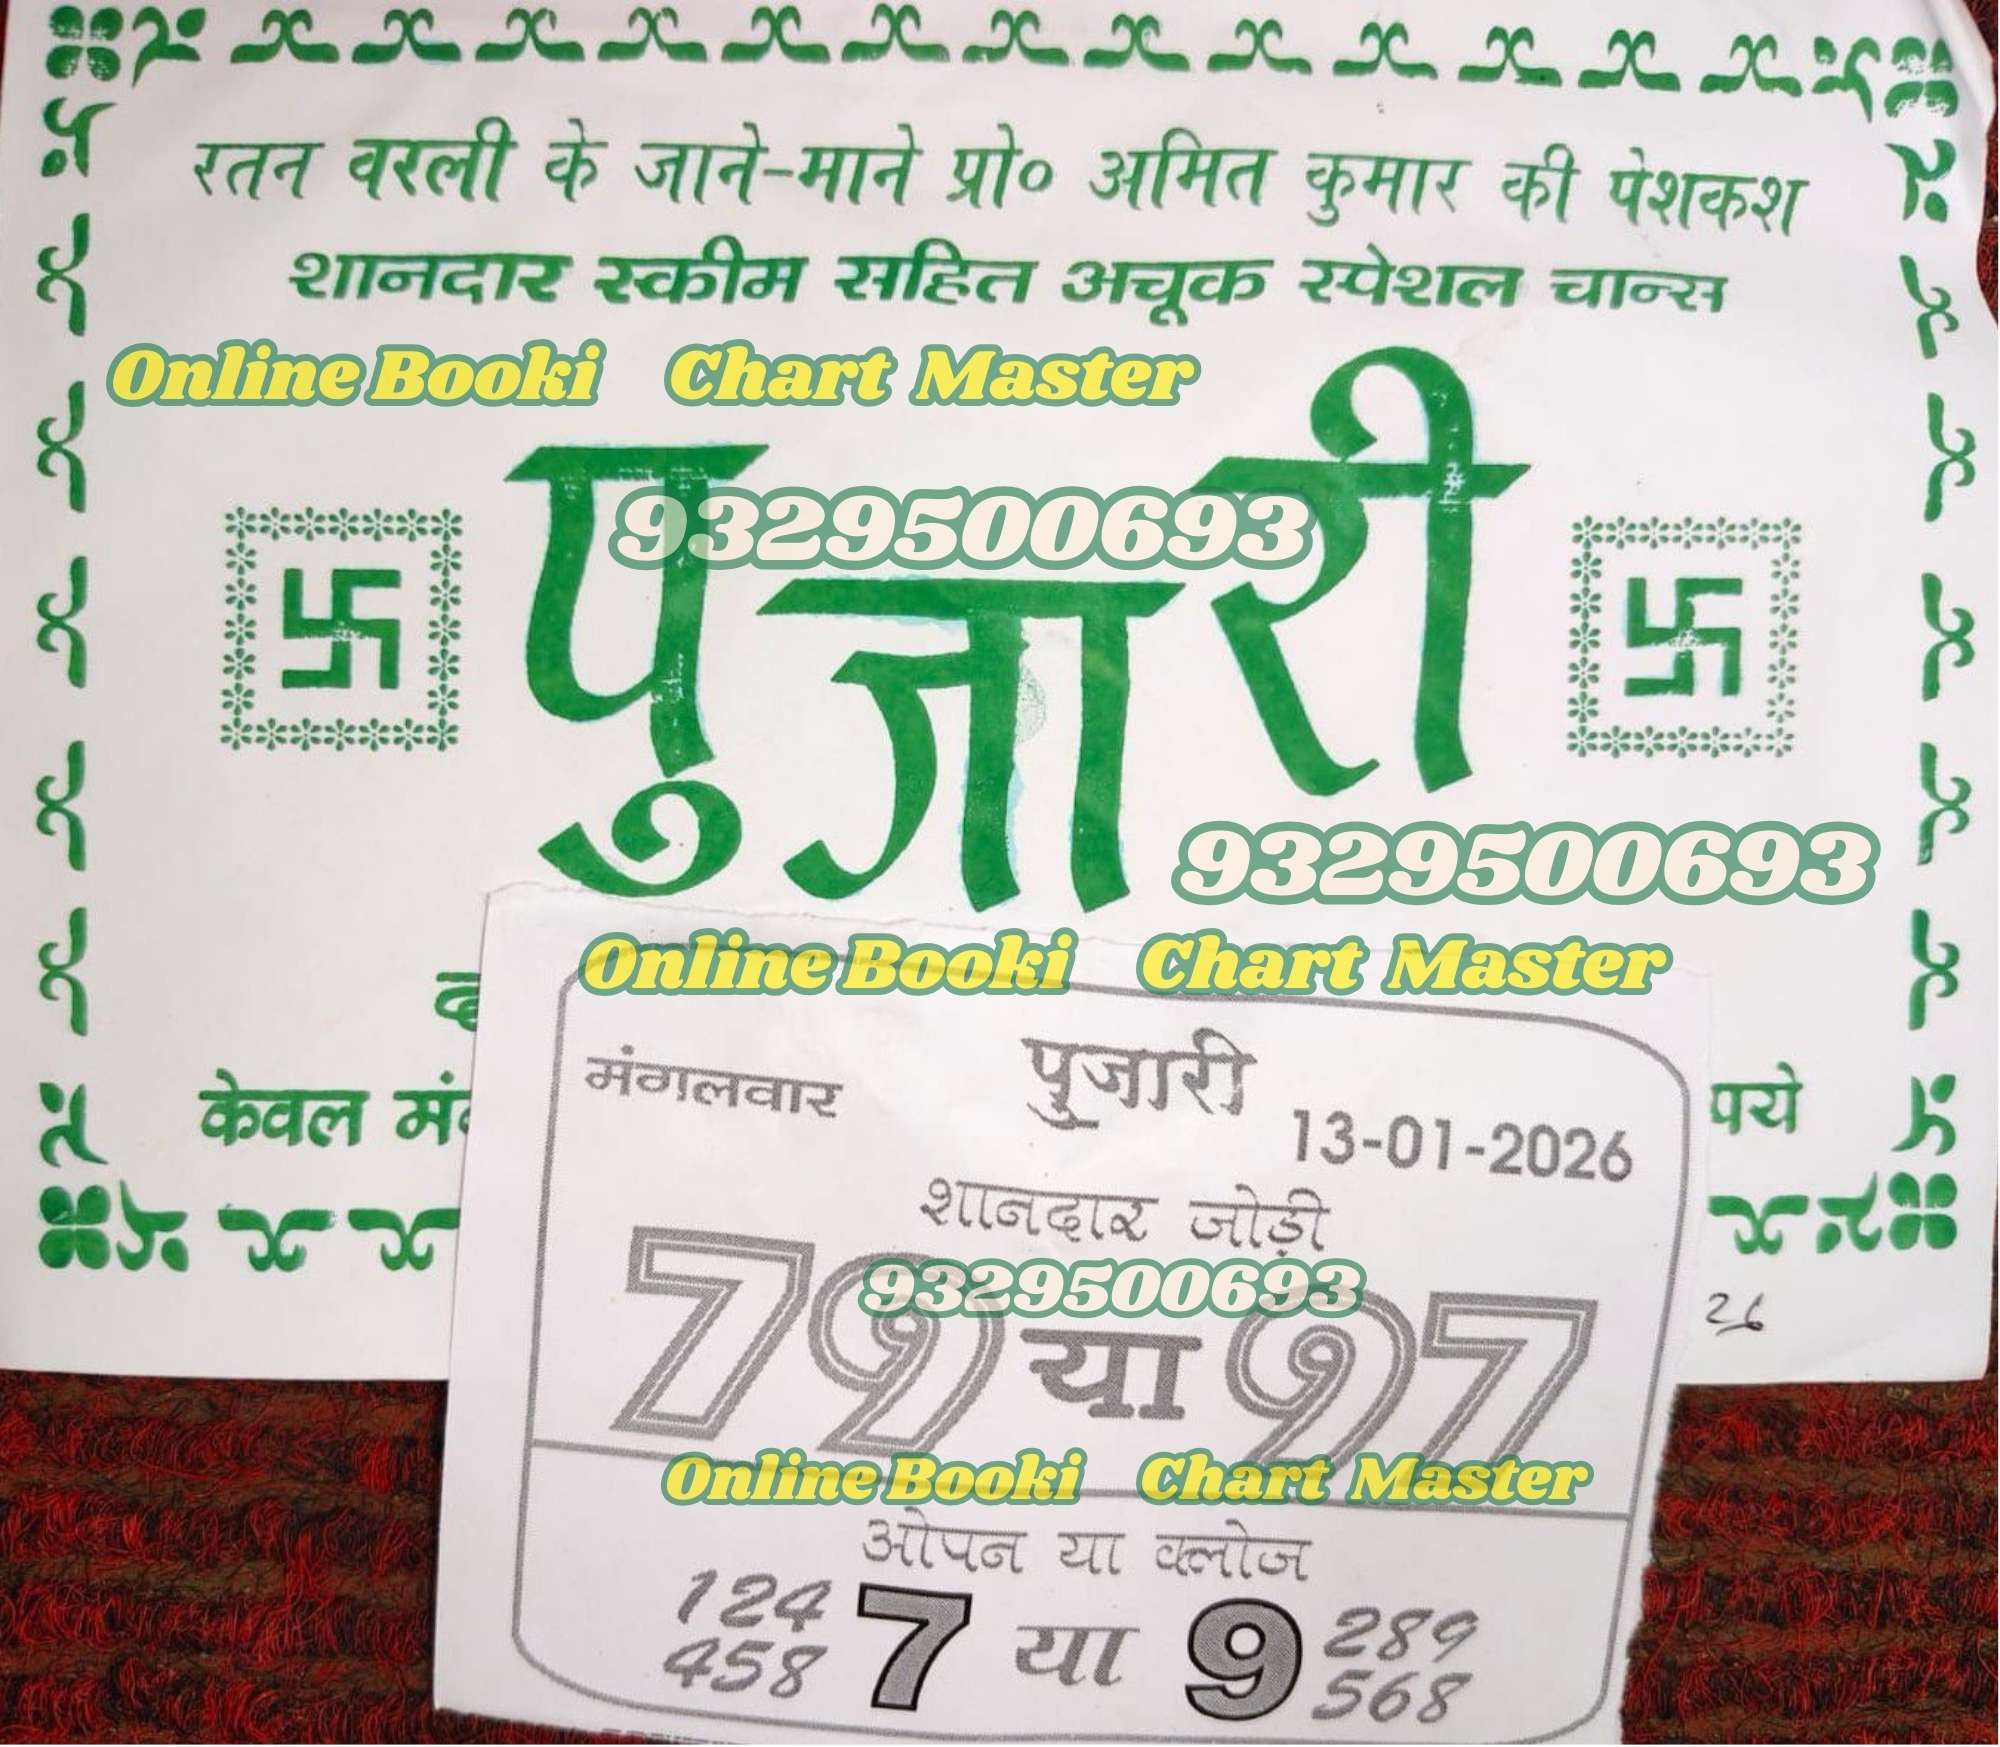 रतन वरली के जाने-माने प्रो० अमित कुमार की पेशकश
शानदार स्कीम सहित अचूक स्पेशल चान्स
Online Booki Chart Master
पुजारी
9329500693
9329500693
Online Booki Chart Master
केवल
मंगलवार
पुजारी
13-01-2026
शानदार जोड़ी
9329500693
79 या 97
Online Booki Chart Master
ओपन या क्लोज
124
458
7 या 9
289
568
26